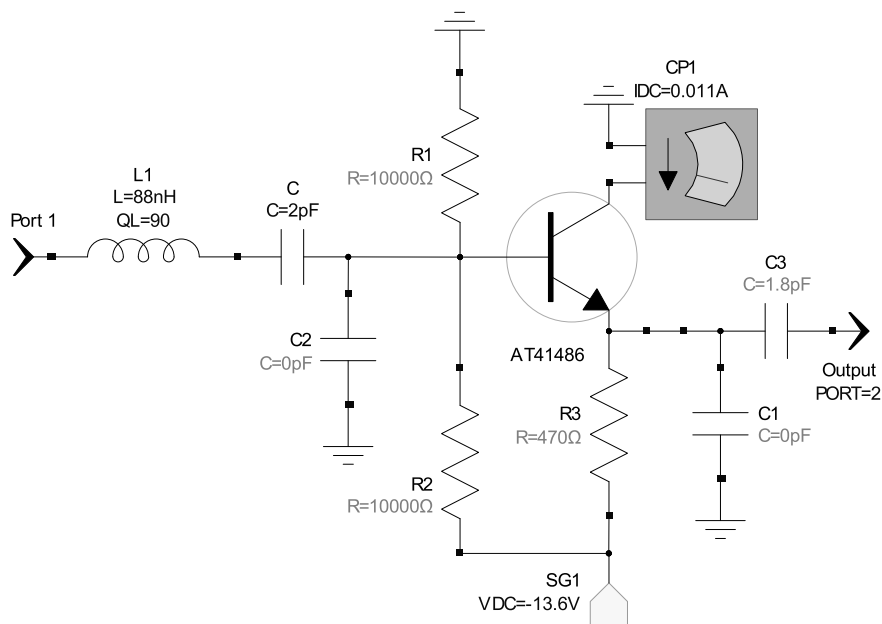 CP1
IDC=0.011A
R1
R=10000Ω
L1
L=88nH
QL=90
C
C=2pF
Port 1
C3
C=1.8pF
C2
C=0pF
AT41486
Output
PORT=2
R3
R=470Ω
C1
C=0pF
R2
R=10000Ω
SG1
VDC=-13.6V